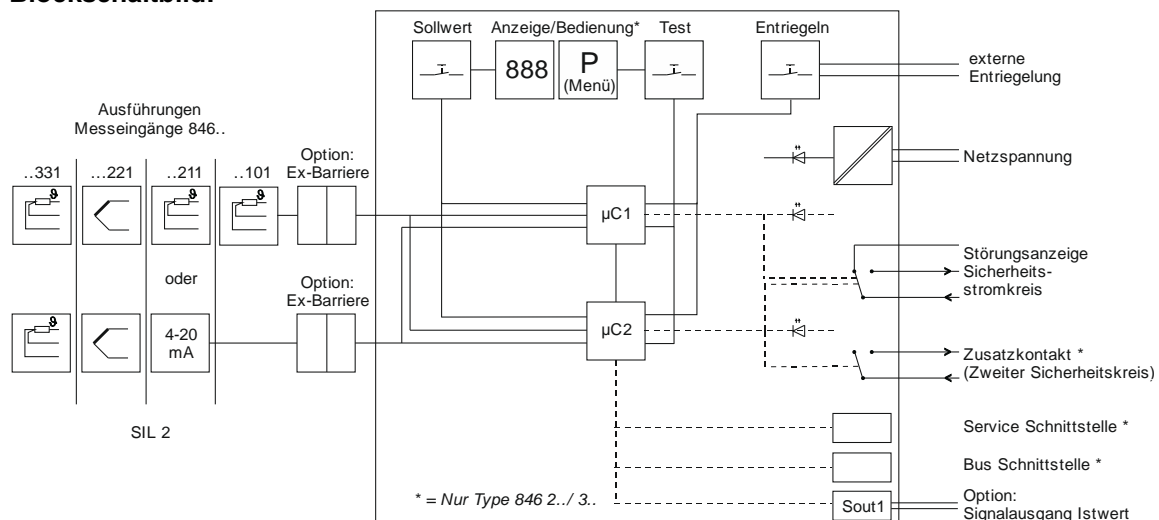 Blockschaltbild:
Sollwert
Anzeige/Bedienung*
Test
Entriegeln
888
P
(Menü)
externe
Entriegelung
Ausführungen
Messeingänge 846..
..331
...221
..211
..101
Option:
Ex-Barriere
Netzspannung
ϑ
ϑ
ϑ
µC1
oder
Option:
Ex-Barriere
Störungsanzeige
Sicherheits-
stromkreis
ϑ
4-20
mA
µC2
Zusatzkontakt *
(Zweiter Sicherheitskreis)
SIL 2
Service Schnittstelle *
Bus Schnittstelle *
* = Nur Type 846 2../ 3..
Sout1
Option:
Signalausgang Istwert